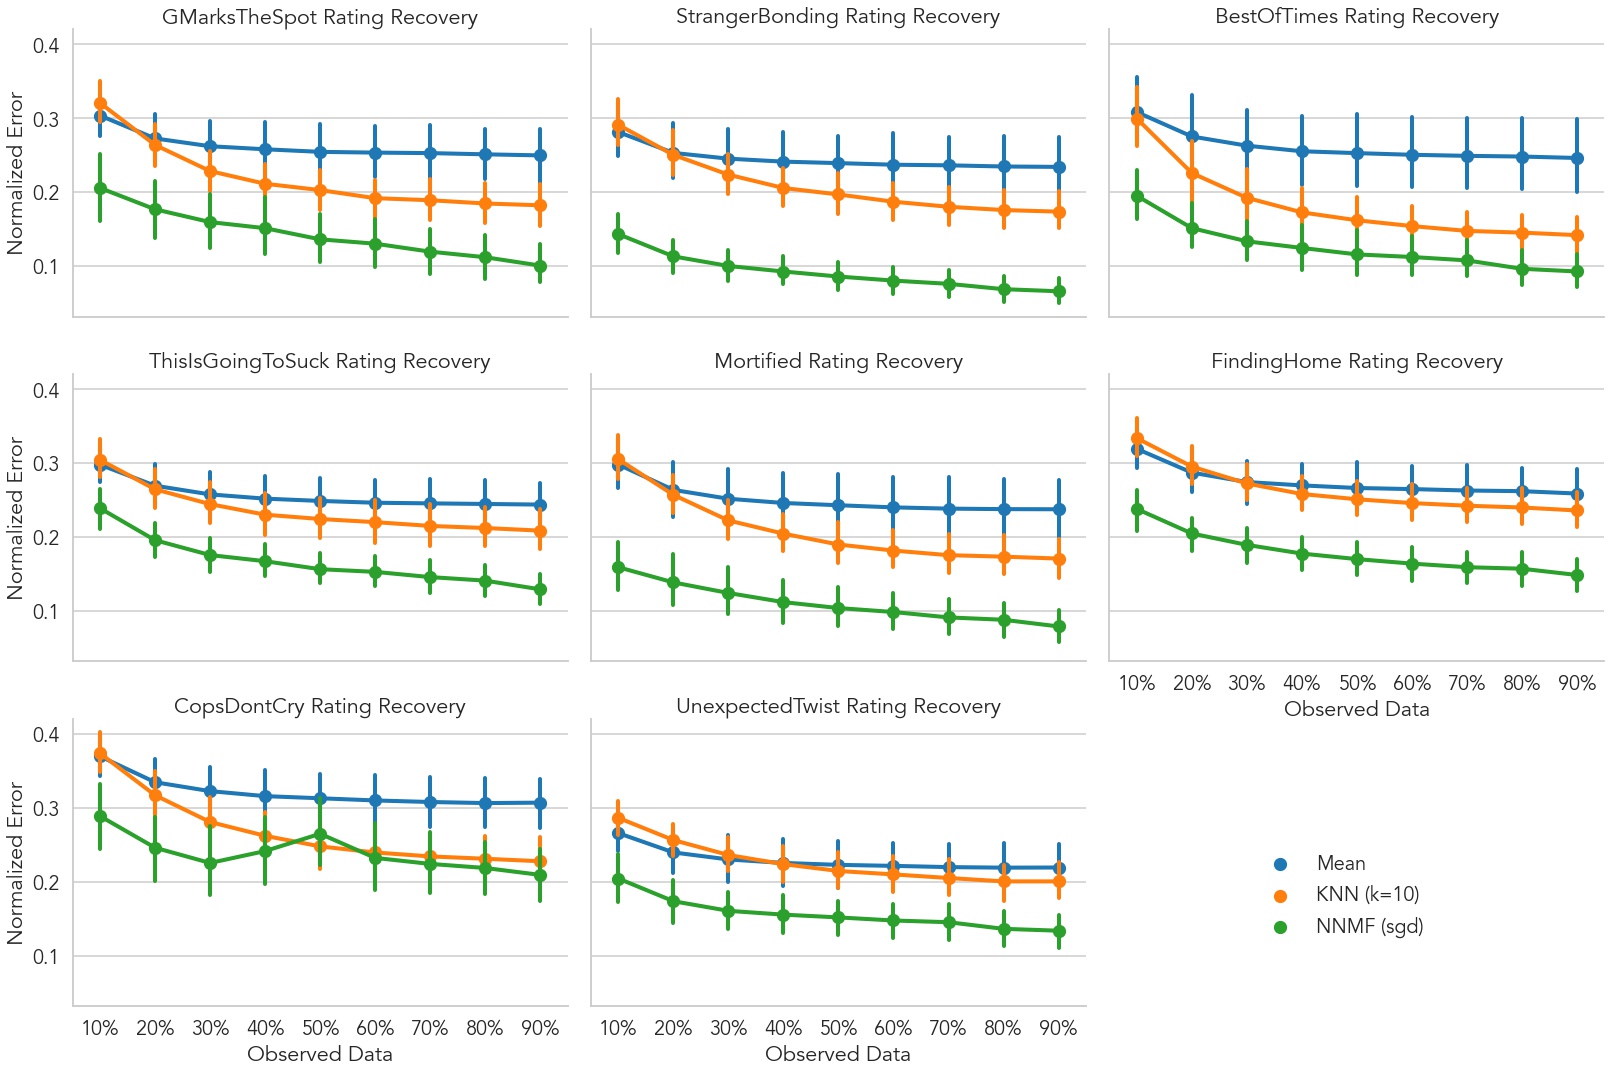 GMarksTheSpot Rating Recovery
StrangerBonding Rating Recovery
BestOfTimes Rating Recovery
Normalized Error
0.4
0.3
0.2
0.1
ThisIsGoingToSuck Rating Recovery
Mortified Rating Recovery
FindingHome Rating Recovery
Normalized Error
0.4
0.3
0.2
0.1
10% 20% 30% 40% 50% 60% 70% 80% 90%
Observed Data
CopsDontCry Rating Recovery
UnexpectedTwist Rating Recovery
Normalized Error
0.4
0.3
0.2
0.1
10% 20% 30% 40% 50% 60% 70% 80% 90%
Observed Data
10% 20% 30% 40% 50% 60% 70% 80% 90%
Observed Data
Mean
KNN (k=10)
NNMF (sgd)